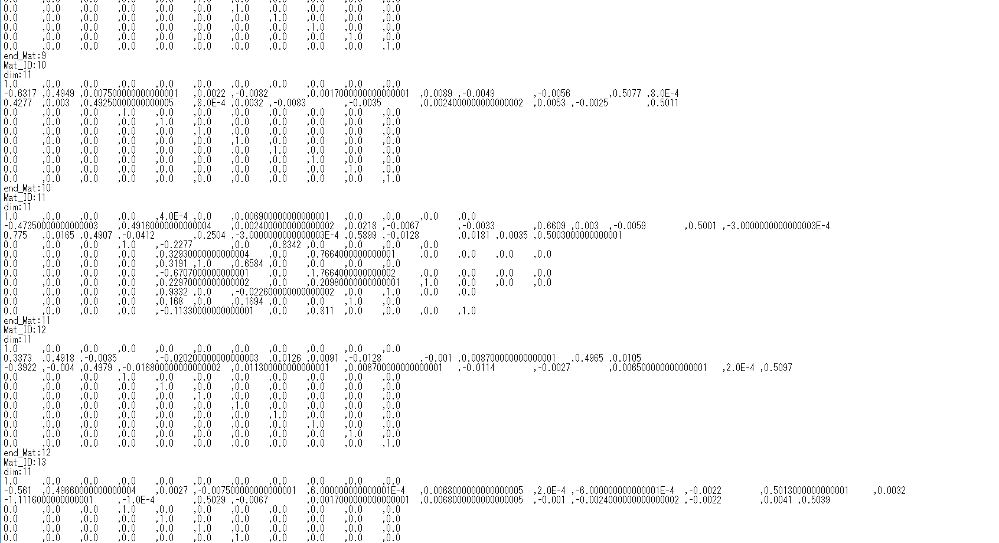 0.0 ,0.0 ,0.0 ,0.0 ,0.0 ,0.0 ,1.0 ,0.0 ,0.0 ,0.0 ,0.0
0.0 ,0.0 ,0.0 ,0.0 ,0.0 ,0.0 ,0.0 ,1.0 ,0.0 ,0.0 ,0.0
0.0 ,0.0 ,0.0 ,0.0 ,0.0 ,0.0 ,0.0 ,0.0 ,1.0 ,0.0 ,0.0
0.0 ,0.0 ,0.0 ,0.0 ,0.0 ,0.0 ,0.0 ,0.0 ,0.0 ,1.0 ,0.0
0.0 ,0.0 ,0.0 ,0.0 ,0.0 ,0.0 ,0.0 ,0.0 ,0.0 ,0.0 ,1.0
end_Mat:9
Mat_ID:10
dim:11
1.0 ,0.0 ,0.0 ,0.0 ,0.0 ,0.0 ,0.0 ,0.0 ,0.0 ,0.0 ,0.0
-0.6317 ,0.4949 ,0.007500000000000001 ,0.0022 ,-0.0082 ,0.0017000000000000001 ,0.0089 ,-0.0049 ,-0.0056 ,0.5077 ,8.0E-4
0.4277 ,0.003 ,0.49250000000000005 ,8.0E-4 ,0.0032 ,-0.0083 ,-0.0035 ,0.0024000000000000002 ,0.0053 ,-0.0025 ,0.5011
0.0 ,0.0 ,0.0 ,1.0 ,0.0 ,0.0 ,0.0 ,0.0 ,0.0 ,0.0 ,0.0
0.0 ,0.0 ,0.0 ,0.0 ,1.0 ,0.0 ,0.0 ,0.0 ,0.0 ,0.0 ,0.0
0.0 ,0.0 ,0.0 ,0.0 ,0.0 ,1.0 ,0.0 ,0.0 ,0.0 ,0.0 ,0.0
0.0 ,0.0 ,0.0 ,0.0 ,0.0 ,0.0 ,1.0 ,0.0 ,0.0 ,0.0 ,0.0
0.0 ,0.0 ,0.0 ,0.0 ,0.0 ,0.0 ,0.0 ,1.0 ,0.0 ,0.0 ,0.0
0.0 ,0.0 ,0.0 ,0.0 ,0.0 ,0.0 ,0.0 ,0.0 ,1.0 ,0.0 ,0.0
0.0 ,0.0 ,0.0 ,0.0 ,0.0 ,0.0 ,0.0 ,0.0 ,0.0 ,1.0 ,0.0
0.0 ,0.0 ,0.0 ,0.0 ,0.0 ,0.0 ,0.0 ,0.0 ,0.0 ,0.0 ,1.0
end_Mat:10
Mat_ID:11
dim:11
1.0 ,0.0 ,0.0 ,0.0 ,4.0E-4 ,0.0 ,0.006900000000000001 ,0.0 ,0.0 ,0.0 ,0.0
-0.47350000000000003 ,0.49160000000000004 ,0.0024000000000000002 ,0.0218 ,-0.0067 ,-0.0033 ,0.6609 ,0.003 ,-0.0059 ,0.5001 ,-3.0000000000000003E-4
0.775 ,0.0165 ,0.4907 ,-0.0412 ,0.2504 ,-3.0000000000000003E-4 ,0.5899 ,-0.0128 ,0.0181 ,0.0035 ,0.5003000000000001
0.0 ,0.0 ,0.0 ,1.0 ,-0.2277 ,0.0 ,0.8342 ,0.0 ,0.0 ,0.0 ,0.0
0.0 ,0.0 ,0.0 ,0.0 ,0.32930000000000004 ,0.0 ,0.7664000000000001 ,0.0 ,0.0 ,0.0 ,0.0
0.0 ,0.0 ,0.0 ,0.0 ,0.3191 ,1.0 ,0.6584 ,0.0 ,0.0 ,0.0 ,0.0
0.0 ,0.0 ,0.0 ,0.0 ,-0.6707000000000001 ,0.0 ,1.7664000000000002 ,0.0 ,0.0 ,0.0 ,0.0
0.0 ,0.0 ,0.0 ,0.0 ,0.22970000000000002 ,0.0 ,0.20980000000000001 ,1.0 ,0.0 ,0.0 ,0.0
0.0 ,0.0 ,0.0 ,0.0 ,0.9332 ,0.0 ,-0.022600000000000002 ,0.0 ,1.0 ,0.0 ,0.0
0.0 ,0.0 ,0.0 ,0.0 ,0.168 ,0.0 ,0.1694 ,0.0 ,0.0 ,1.0 ,0.0
0.0 ,0.0 ,0.0 ,0.0 ,-0.11330000000000001 ,0.0 ,0.811 ,0.0 ,0.0 ,0.0 ,1.0
end_Mat:11
Mat_ID:12
dim:11
1.0 ,0.0 ,0.0 ,0.0 ,0.0 ,0.0 ,0.0 ,0.0 ,0.0 ,0.0 ,0.0
0.3373 ,0.4918 ,-0.0035 ,-0.020200000000000003 ,0.0126 ,0.0091 ,-0.0128 ,-0.001 ,0.008700000000000001 ,0.4965 ,0.0105
-0.3922 ,-0.004 ,0.4979 ,-0.016800000000000002 ,0.011300000000000001 ,0.008700000000000001 ,-0.0114 ,-0.0027 ,0.006500000000000001 ,2.0E-4 ,0.5097
0.0 ,0.0 ,0.0 ,1.0 ,0.0 ,0.0 ,0.0 ,0.0 ,0.0 ,0.0 ,0.0
0.0 ,0.0 ,0.0 ,0.0 ,1.0 ,0.0 ,0.0 ,0.0 ,0.0 ,0.0 ,0.0
0.0 ,0.0 ,0.0 ,0.0 ,0.0 ,1.0 ,0.0 ,0.0 ,0.0 ,0.0 ,0.0
0.0 ,0.0 ,0.0 ,0.0 ,0.0 ,0.0 ,1.0 ,0.0 ,0.0 ,0.0 ,0.0
0.0 ,0.0 ,0.0 ,0.0 ,0.0 ,0.0 ,0.0 ,1.0 ,0.0 ,0.0 ,0.0
0.0 ,0.0 ,0.0 ,0.0 ,0.0 ,0.0 ,0.0 ,0.0 ,1.0 ,0.0 ,0.0
0.0 ,0.0 ,0.0 ,0.0 ,0.0 ,0.0 ,0.0 ,0.0 ,0.0 ,1.0 ,0.0
0.0 ,0.0 ,0.0 ,0.0 ,0.0 ,0.0 ,0.0 ,0.0 ,0.0 ,0.0 ,1.0
end_Mat:12
Mat_ID:13
dim:11
1.0 ,0.0 ,0.0 ,0.0 ,0.0 ,0.0 ,0.0 ,0.0 ,0.0 ,0.0 ,0.0
-0.561 ,0.49660000000000004 ,0.0027 ,-0.007500000000000001 ,6.000000000000001E-4 ,0.0068000000000000005 ,2.0E-4 ,-6.000000000000001E-4 ,-0.0022 ,0.5013000000000001 ,0.0032
-1.1116000000000001 ,-1.0E-4 ,0.5029 ,-0.0067 ,0.0017000000000000001 ,0.0068000000000000005 ,-0.001 ,-0.0024000000000000002 ,-0.0022 ,0.0041 ,0.5039
0.0 ,0.0 ,0.0 ,1.0 ,0.0 ,0.0 ,0.0 ,0.0 ,0.0 ,0.0 ,0.0
0.0 ,0.0 ,0.0 ,0.0 ,1.0 ,0.0 ,0.0 ,0.0 ,0.0 ,0.0 ,0.0
0.0 ,0.0 ,0.0 ,0.0 ,0.0 ,1.0 ,0.0 ,0.0 ,0.0 ,0.0 ,0.0
0.0 ,0.0 ,0.0 ,0.0 ,0.0 ,0.0 ,1.0 ,0.0 ,0.0 ,0.0 ,0.0